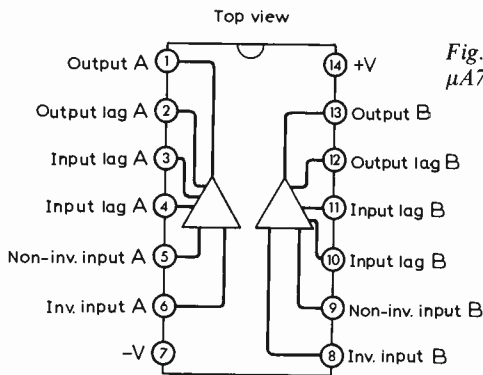 Top view
Fig.
μA7
Output A 1
Output lag A 2
Input lag A 3
Input lag A 4
Non-inv. input A 5
Inv. input A 6
-V 7
14 +V
13 Output B
12 Output lag B
11 Input lag B
10 Input lag B
9 Non-inv. input B
8 Inv. input B